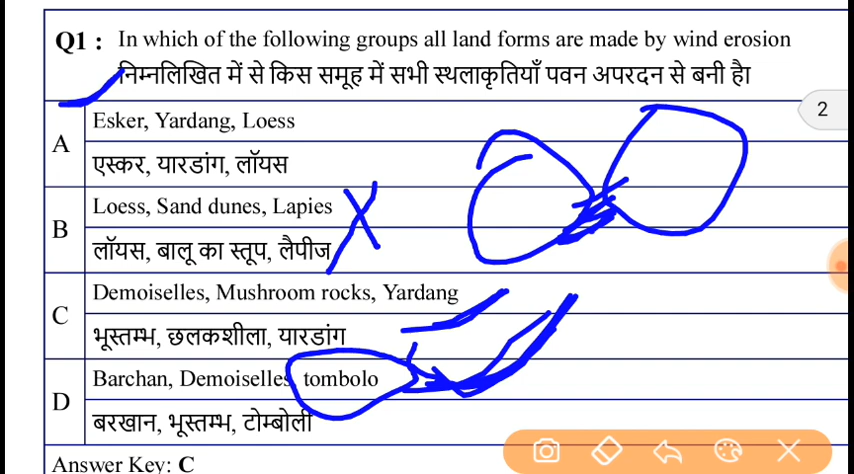 Q1 : In which of the following groups all land forms are made by wind erosion
निम्नलिखित में से किस समूह में सभी स्थलाकृतियाँ पवन अपरदन से बनी है।
2
A
Esker, Yardang, Loess
एस्कर, यारडांग, लॉयस
B
Loess, Sand dunes, Lapies
लॉयस, बालू का स्तूप, लैपीज
C
Demoiselles, Mushroom rocks, Yardang
भूस्तम्भ, छलकशीला, यारडांग
D
Barchan, Demoiselles, tombolo
बरखान, भूस्तम्भ, टोम्बोली
Answer Key: C